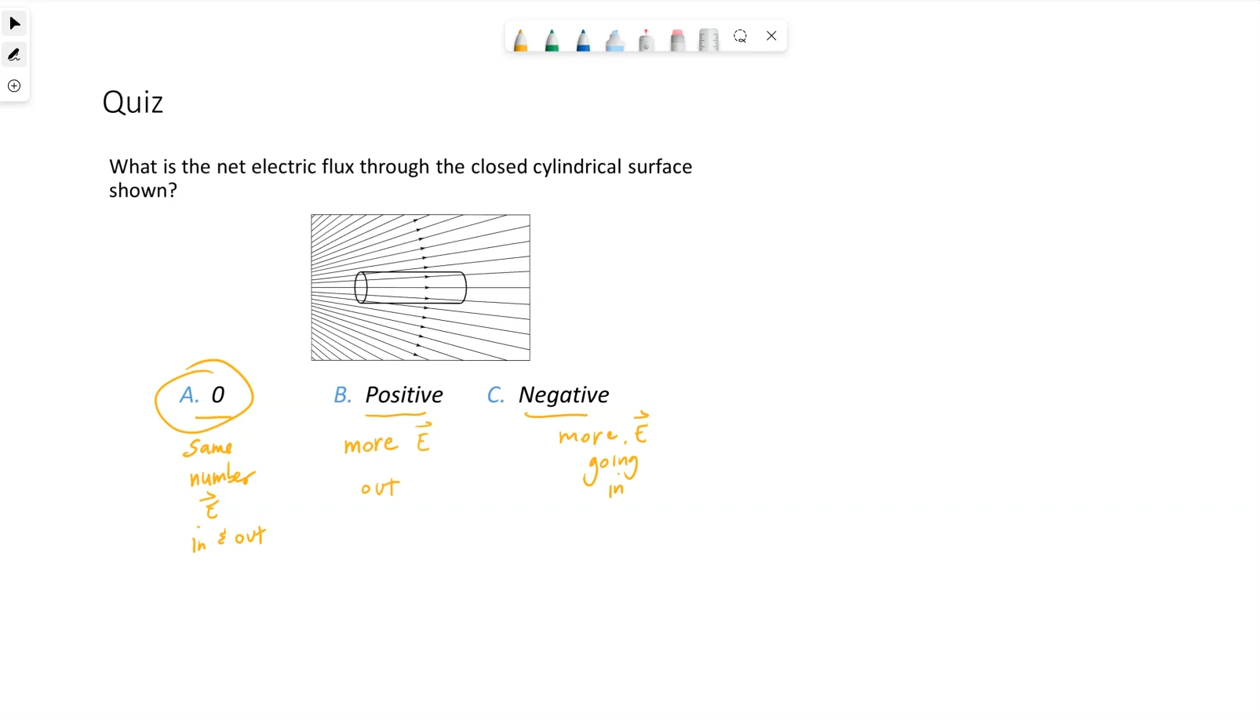 Quiz
What is the net electric flux through the closed cylindrical surface
shown?
A. 0
B. Positive
C. Negative
same
number
E⃗
in & out
more E⃗
out
more E⃗
going
in